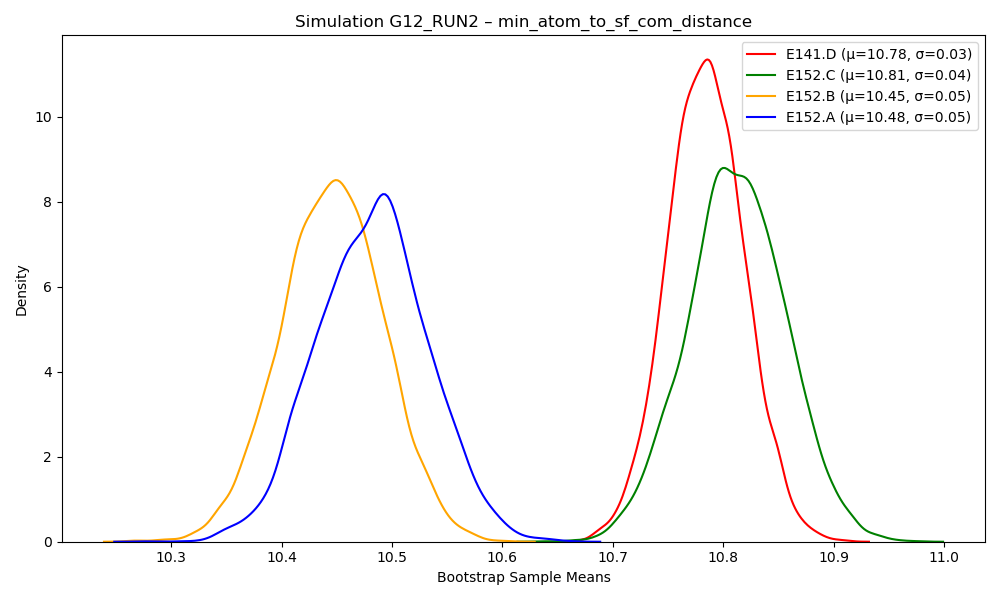 Simulation G12_RUN2 – min_atom_to_sf_com_distance
E141.D (μ=10.78, σ=0.03)
E152.C (μ=10.81, σ=0.04)
E152.B (μ=10.45, σ=0.05)
E152.A (μ=10.48, σ=0.05)
Density
10
8
6
4
2
0
10.3 10.4 10.5 10.6 10.7 10.8 10.9 11.0
Bootstrap Sample Means